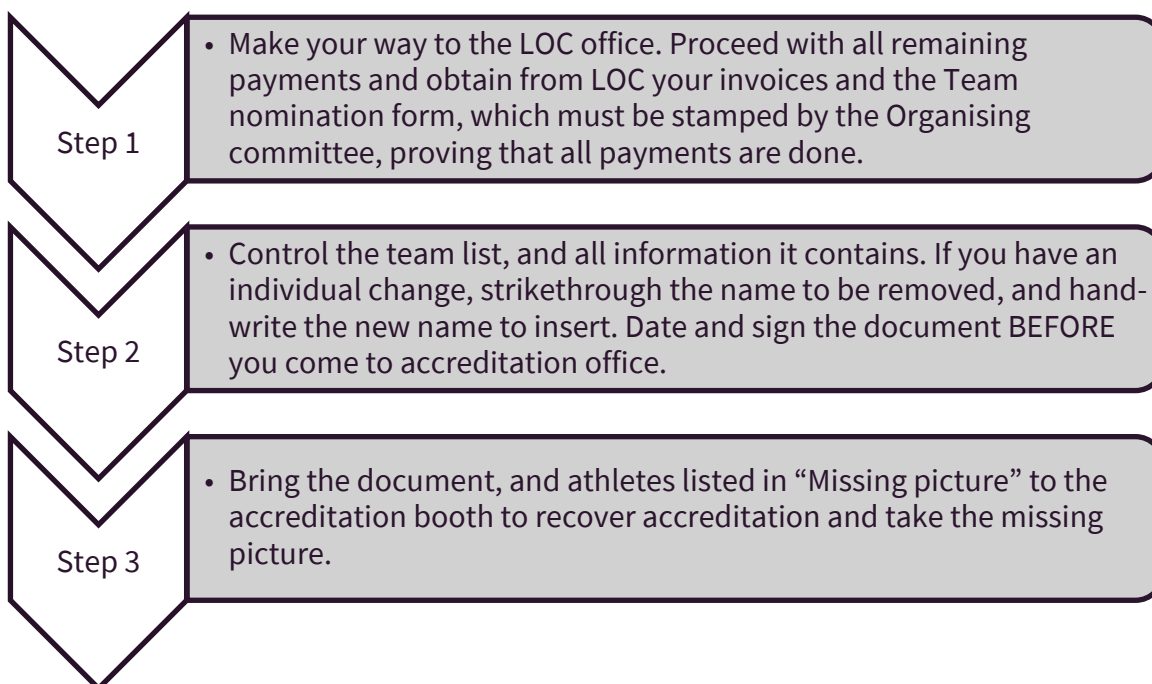 Step 1
• Make your way to the LOC office. Proceed with all remaining
payments and obtain from LOC your invoices and the Team
nomination form, which must be stamped by the Organising
committee, proving that all payments are done.
Step 2
• Control the team list, and all information it contains. If you have an
individual change, strikethrough the name to be removed, and hand-
write the new name to insert. Date and sign the document BEFORE
you come to accreditation office.
Step 3
• Bring the document, and athletes listed in “Missing picture” to the
accreditation booth to recover accreditation and take the missing
picture.